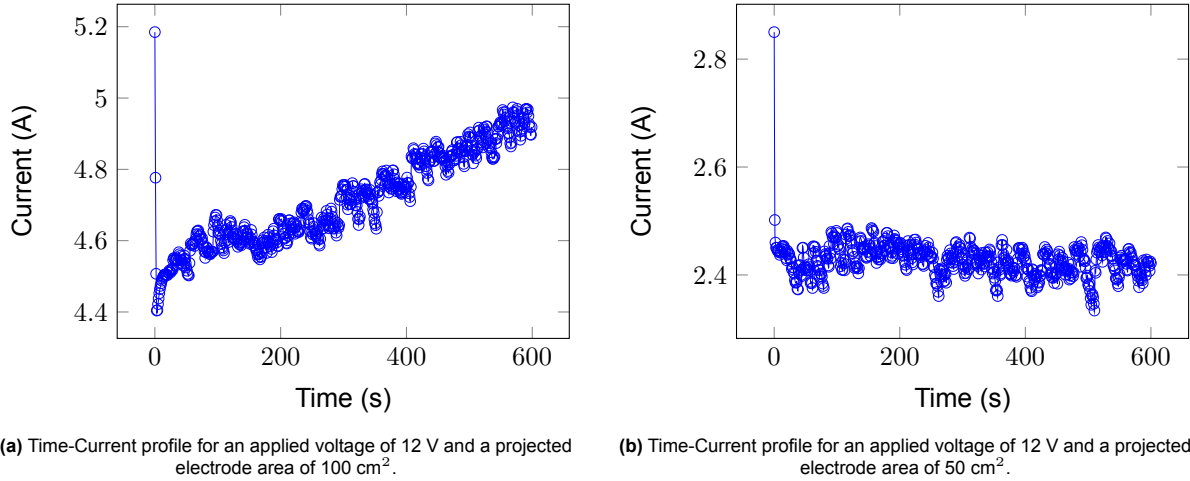 5.2
5
4.8
4.6
4.4
Current (A)
0
200
400
600
Time (s)
(a) Time-Current profile for an applied voltage of 12 V and a projected
electrode area of 100 cm².
2.8
2.6
2.4
Current (A)
0
200
400
600
Time (s)
(b) Time-Current profile for an applied voltage of 12 V and a projected
electrode area of 50 cm².